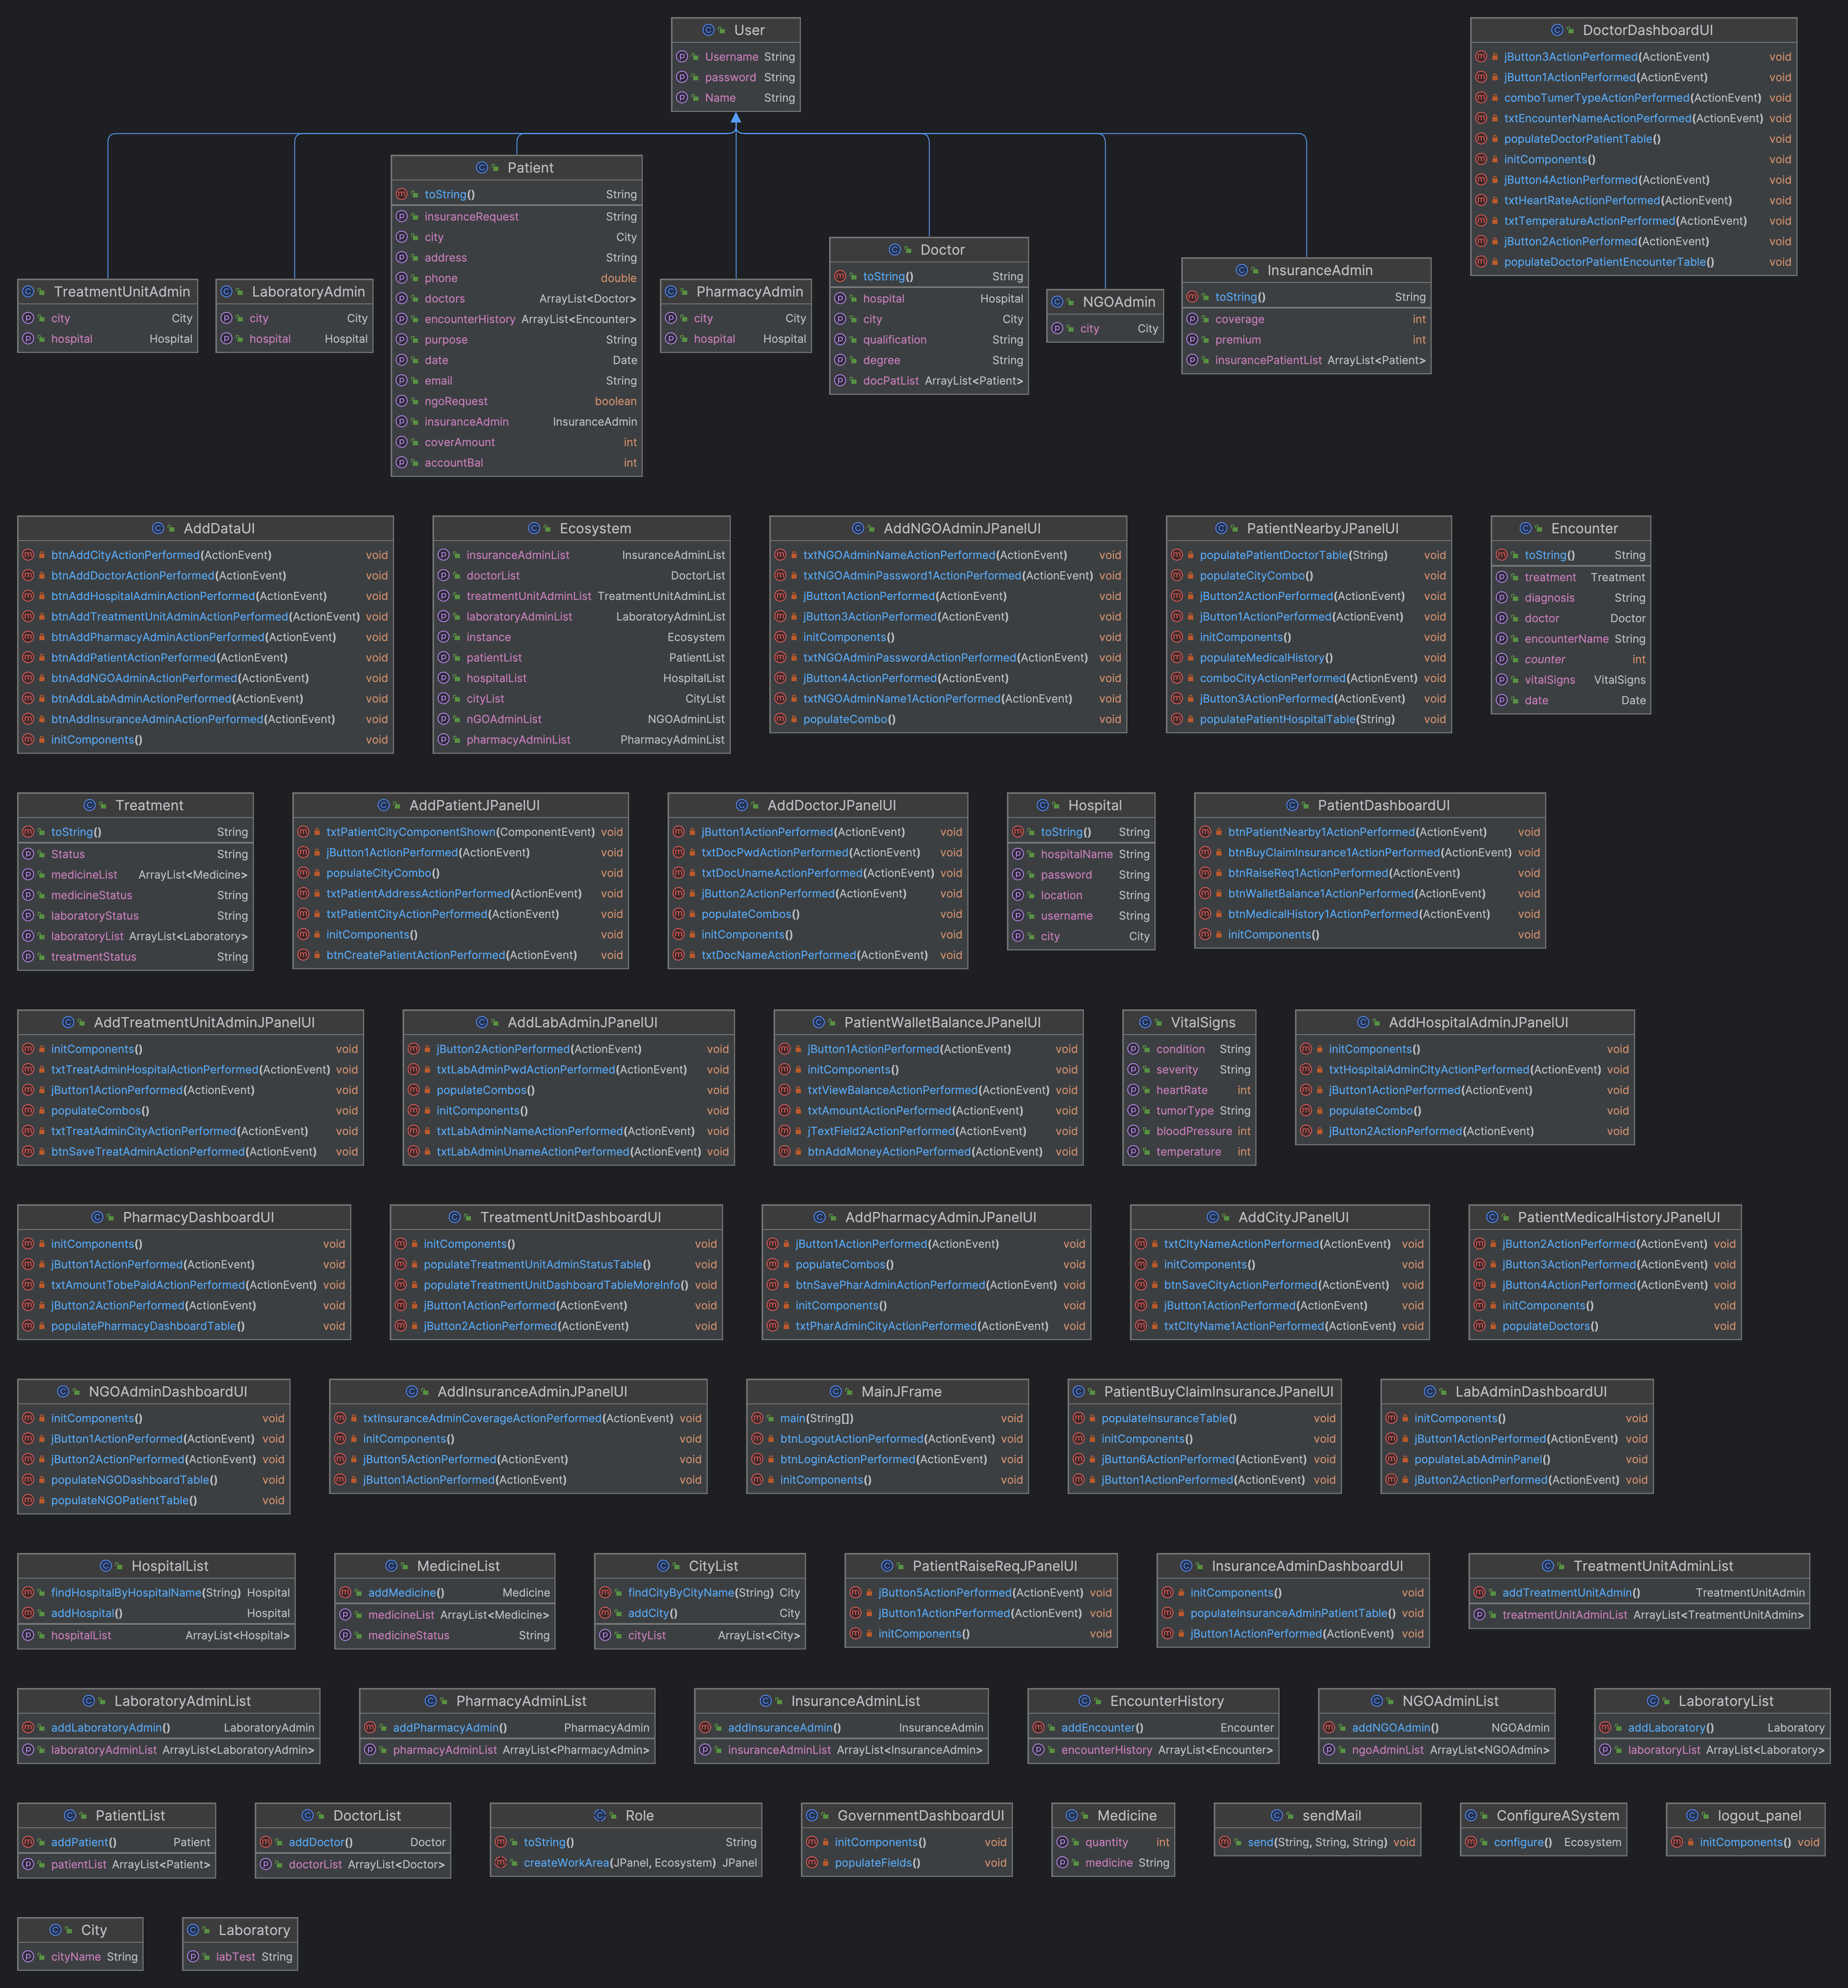 User
Username String
password String
Name String
DoctorDashboardUI
jButton3ActionPerformed(ActionEvent) void
jButton1ActionPerformed(ActionEvent) void
comboTumerTypeActionPerformed(ActionEvent) void
txtEncounterNameActionPerformed(ActionEvent) void
populateDoctorPatientTable() void
initComponents() void
jButton4ActionPerformed(ActionEvent) void
txtHeartRateActionPerformed(ActionEvent) void
txtTemperatureActionPerformed(ActionEvent) void
jButton2ActionPerformed(ActionEvent) void
populateDoctorPatientEncounterTable() void
TreatmentUnitAdmin
city City
hospital Hospital
LaboratoryAdmin
city City
hospital Hospital
Patient
toString() String
insuranceRequest String
city City
address String
phone double
doctors ArrayList<Doctor>
encounterHistory ArrayList<Encounter>
purpose String
date Date
email String
ngoRequest boolean
insuranceAdmin InsuranceAdmin
coverAmount int
accountBal int
PharmacyAdmin
city City
hospital Hospital
Doctor
toString() String
hospital Hospital
city City
qualification String
degree String
docPatList ArrayList<Patient>
NGOAdmin
city City
InsuranceAdmin
toString() String
coverage int
premium int
insurancePatientList ArrayList<Patient>
AddDataUI
btnAddCityActionPerformed(ActionEvent) void
btnAddDoctorActionPerformed(ActionEvent) void
btnAddHospitalAdminActionPerformed(ActionEvent) void
btnAddTreatmentUnitAdminActionPerformed(ActionEvent) void
btnAddPharmacyAdminActionPerformed(ActionEvent) void
btnAddPatientActionPerformed(ActionEvent) void
btnAddNGOAdminActionPerformed(ActionEvent) void
btnAddLabAdminActionPerformed(ActionEvent) void
btnAddInsuranceAdminActionPerformed(ActionEvent) void
initComponents() void
Ecosystem
insuranceAdminList InsuranceAdminList
doctorList DoctorList
treatmentUnitAdminList TreatmentUnitAdminList
laboratoryAdminList LaboratoryAdminList
instance Ecosystem
patientList PatientList
hospitalList HospitalList
cityList CityList
nGOAdminList NGOAdminList
pharmacyAdminList PharmacyAdminList
AddNGOAdminJPanelUI
txtNGOAdminNameActionPerformed(ActionEvent) void
txtNGOAdminPassword1ActionPerformed(ActionEvent) void
jButton1ActionPerformed(ActionEvent) void
jButton3ActionPerformed(ActionEvent) void
initComponents() void
txtNGOAdminPasswordActionPerformed(ActionEvent) void
jButton4ActionPerformed(ActionEvent) void
txtNGOAdminName1ActionPerformed(ActionEvent) void
populateCombo() void
PatientNearbyJPanelUI
populatePatientDoctorTable(String) void
populateCityCombo() void
jButton2ActionPerformed(ActionEvent) void
jButton1ActionPerformed(ActionEvent) void
initComponents() void
populateMedicalHistory() void
comboCityActionPerformed(ActionEvent) void
jButton3ActionPerformed(ActionEvent) void
populatePatientHospitalTable(String) void
Encounter
toString() String
treatment Treatment
diagnosis String
doctor Doctor
encounterName String
counter int
vitalSigns VitalSigns
date Date
Treatment
toString() String
Status String
medicineList ArrayList<Medicine>
medicineStatus String
laboratoryStatus String
laboratoryList ArrayList<Laboratory>
treatmentStatus String
AddPatientJPanelUI
txtPatientCityComponentShown(ComponentEvent) void
jButton1ActionPerformed(ActionEvent) void
populateCityCombo() void
txtPatientAddressActionPerformed(ActionEvent) void
txtPatientCityActionPerformed(ActionEvent) void
initComponents() void
btnCreatePatientActionPerformed(ActionEvent) void
AddDoctorJPanelUI
jButton1ActionPerformed(ActionEvent) void
txtDocPwdActionPerformed(ActionEvent) void
txtDocUnameActionPerformed(ActionEvent) void
jButton2ActionPerformed(ActionEvent) void
populateCombos() void
initComponents() void
txtDocNameActionPerformed(ActionEvent) void
Hospital
toString() String
hospitalName String
password String
location String
username String
city City
PatientDashboardUI
btnPatientNearby1ActionPerformed(ActionEvent) void
btnBuyClaimInsurance1ActionPerformed(ActionEvent) void
btnRaiseReq1ActionPerformed(ActionEvent) void
btnWalletBalance1ActionPerformed(ActionEvent) void
btnMedicalHistory1ActionPerformed(ActionEvent) void
initComponents() void
AddTreatmentUnitAdminJPanelUI
initComponents() void
txtTreatAdminHospitalActionPerformed(ActionEvent) void
jButton1ActionPerformed(ActionEvent) void
populateCombos() void
txtTreatAdminCityActionPerformed(ActionEvent) void
btnSaveTreatAdminActionPerformed(ActionEvent) void
AddLabAdminJPanelUI
jButton2ActionPerformed(ActionEvent) void
txtLabAdminPwdActionPerformed(ActionEvent) void
populateCombos() void
initComponents() void
txtLabAdminNameActionPerformed(ActionEvent) void
txtLabAdminUnameActionPerformed(ActionEvent) void
PatientWalletBalanceJPanelUI
jButton1ActionPerformed(ActionEvent) void
initComponents() void
txtViewBalanceActionPerformed(ActionEvent) void
txtAmountActionPerformed(ActionEvent) void
jTextField2ActionPerformed(ActionEvent) void
btnAddMoneyActionPerformed(ActionEvent) void
VitalSigns
condition String
severity String
heartRate int
tumorType String
bloodPressure int
temperature int
AddHospitalAdminJPanelUI
initComponents() void
txtHospitalAdminCItyActionPerformed(ActionEvent) void
jButton1ActionPerformed(ActionEvent) void
populateCombo() void
jButton2ActionPerformed(ActionEvent) void
PharmacyDashboardUI
initComponents() void
jButton1ActionPerformed(ActionEvent) void
txtAmountTobePaidActionPerformed(ActionEvent) void
jButton2ActionPerformed(ActionEvent) void
populatePharmacyDashboardTable() void
TreatmentUnitDashboardUI
initComponents() void
populateTreatmentUnitAdminStatusTable() void
populateTreatmentUnitDashboardTableMoreInfo() void
jButton1ActionPerformed(ActionEvent) void
jButton2ActionPerformed(ActionEvent) void
AddPharmacyAdminJPanelUI
jButton1ActionPerformed(ActionEvent) void
populateCombos() void
btnSavePharAdminActionPerformed(ActionEvent) void
initComponents() void
txtPharAdminCityActionPerformed(ActionEvent) void
AddCityJPanelUI
txtCItyNameActionPerformed(ActionEvent) void
initComponents() void
btnSaveCityActionPerformed(ActionEvent) void
jButton1ActionPerformed(ActionEvent) void
txtCItyName1ActionPerformed(ActionEvent) void
PatientMedicalHistoryJPanelUI
jButton2ActionPerformed(ActionEvent) void
jButton3ActionPerformed(ActionEvent) void
jButton4ActionPerformed(ActionEvent) void
initComponents() void
populateDoctors() void
NGOAdminDashboardUI
initComponents() void
jButton1ActionPerformed(ActionEvent) void
jButton2ActionPerformed(ActionEvent) void
populateNGODashboardTable() void
populateNGOPatientTable() void
AddInsuranceAdminJPanelUI
txtInsuranceAdminCoverageActionPerformed(ActionEvent) void
initComponents() void
jButton5ActionPerformed(ActionEvent) void
jButton1ActionPerformed(ActionEvent) void
MainJFrame
main(String[]) void
btnLogoutActionPerformed(ActionEvent) void
btnLoginActionPerformed(ActionEvent) void
initComponents() void
PatientBuyClaimInsuranceJPanelUI
populateInsuranceTable() void
initComponents() void
jButton6ActionPerformed(ActionEvent) void
jButton1ActionPerformed(ActionEvent) void
LabAdminDashboardUI
initComponents() void
jButton1ActionPerformed(ActionEvent) void
populateLabAdminPanel() void
jButton2ActionPerformed(ActionEvent) void
HospitalList
findHospitalByHospitalName(String) Hospital
addHospital() Hospital
hospitalList ArrayList<Hospital>
MedicineList
addMedicine() Medicine
medicineList ArrayList<Medicine>
medicineStatus String
CityList
findCityByCityName(String) City
addCity() City
cityList ArrayList<City>
PatientRaiseReqJPanelUI
jButton5ActionPerformed(ActionEvent) void
jButton1ActionPerformed(ActionEvent) void
initComponents() void
InsuranceAdminDashboardUI
initComponents() void
populateInsuranceAdminPatientTable() void
jButton1ActionPerformed(ActionEvent) void
TreatmentUnitAdminList
addTreatmentUnitAdmin() TreatmentUnitAdmin
treatmentUnitAdminList ArrayList<TreatmentUnitAdmin>
LaboratoryAdminList
addLaboratoryAdmin() LaboratoryAdmin
laboratoryAdminList ArrayList<LaboratoryAdmin>
PharmacyAdminList
addPharmacyAdmin() PharmacyAdmin
pharmacyAdminList ArrayList<PharmacyAdmin>
InsuranceAdminList
addInsuranceAdmin() InsuranceAdmin
insuranceAdminList ArrayList<InsuranceAdmin>
EncounterHistory
addEncounter() Encounter
encounterHistory ArrayList<Encounter>
NGOAdminList
addNGOAdmin() NGOAdmin
ngoAdminList ArrayList<NGOAdmin>
LaboratoryList
addLaboratory() Laboratory
laboratoryList ArrayList<Laboratory>
PatientList
addPatient() Patient
patientList ArrayList<Patient>
DoctorList
addDoctor() Doctor
doctorList ArrayList<Doctor>
Role
toString() String
createWorkArea(JPanel, Ecosystem) JPanel
GovernmentDashboardUI
initComponents() void
populateFields() void
Medicine
quantity int
medicine String
sendMail
send(String, String, String) void
ConfigureASystem
configure() Ecosystem
logout_panel
initComponents() void
City
cityName String
Laboratory
labTest String